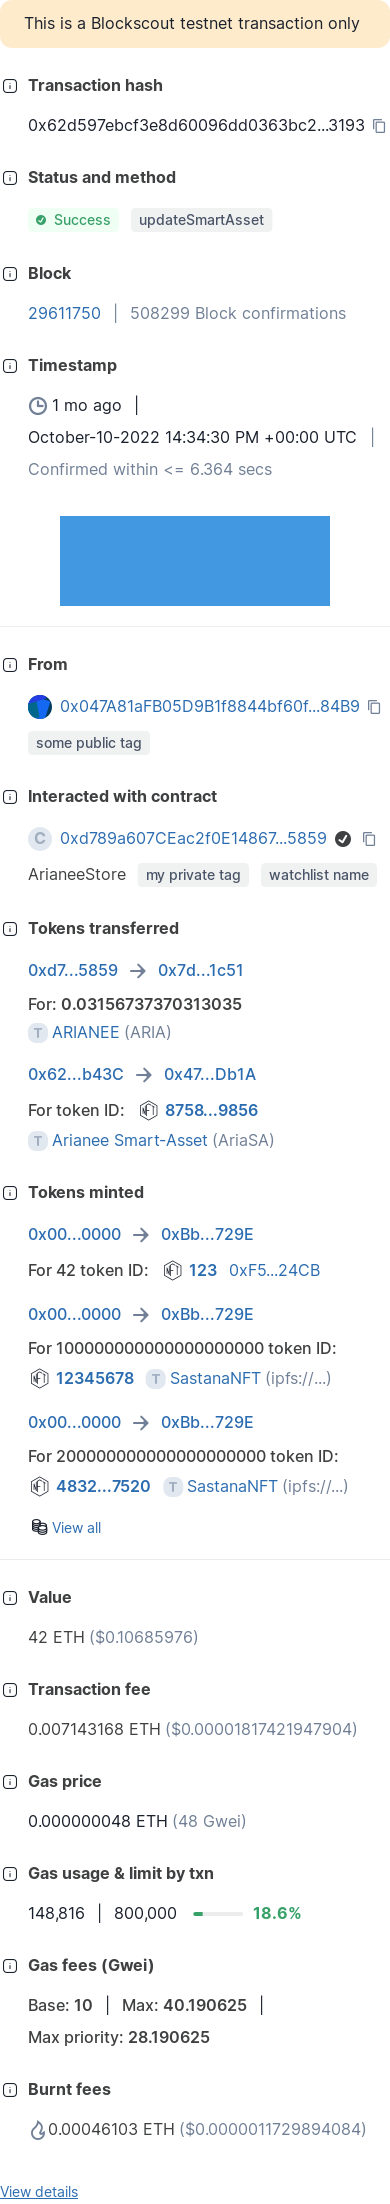 This is a Blockscout testnet transaction only
Transaction hash
0x62d597ebcf3e8d60096dd0363bc2...3193
Status and method
Success updateSmartAsset
Block
29611750 | 508299 Block confirmations
Timestamp
1 mo ago |
October-10-2022 14:34:30 PM +00:00 UTC |
Confirmed within <= 6.364 secs
From
0x047A81aFB05D9B1f8844bf60f...84B9
some public tag
Interacted with contract
C 0xd789a607CEac2f0E14867...5859
ArianeeStore my private tag watchlist name
Tokens transferred
0xd7...5859 → 0x7d...1c51
For: 0.03156737370313035
T ARIANEE (ARIA)
0x62...b43C → 0x47...Db1A
For token ID: NFT 8758...9856
T Arianee Smart-Asset (AriaSA)
Tokens minted
0x00...0000 → 0xBb...729E
For 42 token ID: NFT 123 0xF5...24CB
0x00...0000 → 0xBb...729E
For 100000000000000000000 token ID:
NFT 12345678 T SastanaNFT (ipfs://...)
0x00...0000 → 0xBb...729E
For 200000000000000000000 token ID:
NFT 4832...7520 T SastanaNFT (ipfs://...)
View all
Value
42 ETH ($0.10685976)
Transaction fee
0.007143168 ETH ($0.00001817421947904)
Gas price
0.000000048 ETH (48 Gwei)
Gas usage & limit by txn
148,816 | 800,000 18.6%
Gas fees (Gwei)
Base: 10 | Max: 40.190625 |
Max priority: 28.190625
Burnt fees
0.00046103 ETH ($0.0000011729894084)
View details